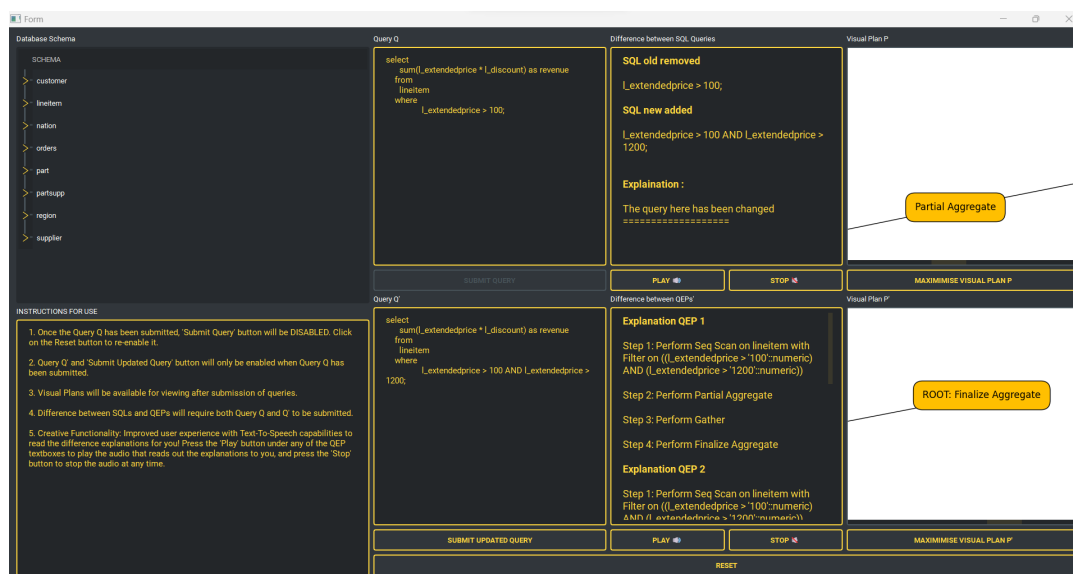 Form
Database Schema
SCHEMA
customer
lineitem
nation
orders
part
partsupp
region
supplier
INSTRUCTIONS FOR USE
1. Once the Query Q has been submitted, 'Submit Query' button will be DISABLED. Click
on the Reset button to re-enable it.
2. Query Q' and 'Submit Updated Query' button will only be enabled when Query Q has
been submitted.
3. Visual Plans will be available for viewing after submission of queries.
4. Difference between SQLs and QEPs will require both Query Q and Q' to be submitted.
5. Creative Functionality: Improved user experience with Text-To-Speech capabilities to
read the difference explanations for you! Press the 'Play' button under any of the QEP
textboxes to play the audio that reads out the explanations to you, and press the 'Stop'
button to stop the audio at any time.
Query Q
select
sum(l_extendedprice * l_discount) as revenue
from
lineitem
where
l_extendedprice > 100;
SUBMIT QUERY
Query Q'
select
sum(l_extendedprice * l_discount) as revenue
from
lineitem
where
l_extendedprice > 100 AND l_extendedprice >
1200;
SUBMIT UPDATED QUERY
Difference between SQL Queries
SQL old removed
l_extendedprice > 100;
SQL new added
l_extendedprice > 100 AND l_extendedprice >
1200;
Explaination :
The query here has been changed
===================
PLAY
STOP
Difference between QEPs'
Explanation QEP 1
Step 1: Perform Seq Scan on lineitem with
Filter on ((l_extendedprice > '100'::numeric)
AND (l_extendedprice > '1200'::numeric))
Step 2: Perform Partial Aggregate
Step 3: Perform Gather
Step 4: Perform Finalize Aggregate
Explanation QEP 2
Step 1: Perform Seq Scan on lineitem with
Filter on ((l_extendedprice > '100'::numeric)
AND (l_extendedprice > '1200'::numeric))
PLAY
STOP
Visual Plan P
Partial Aggregate
MAXIMIMISE VISUAL PLAN P
Visual Plan P'
ROOT: Finalize Aggregate
MAXIMIMISE VISUAL PLAN P'
RESET